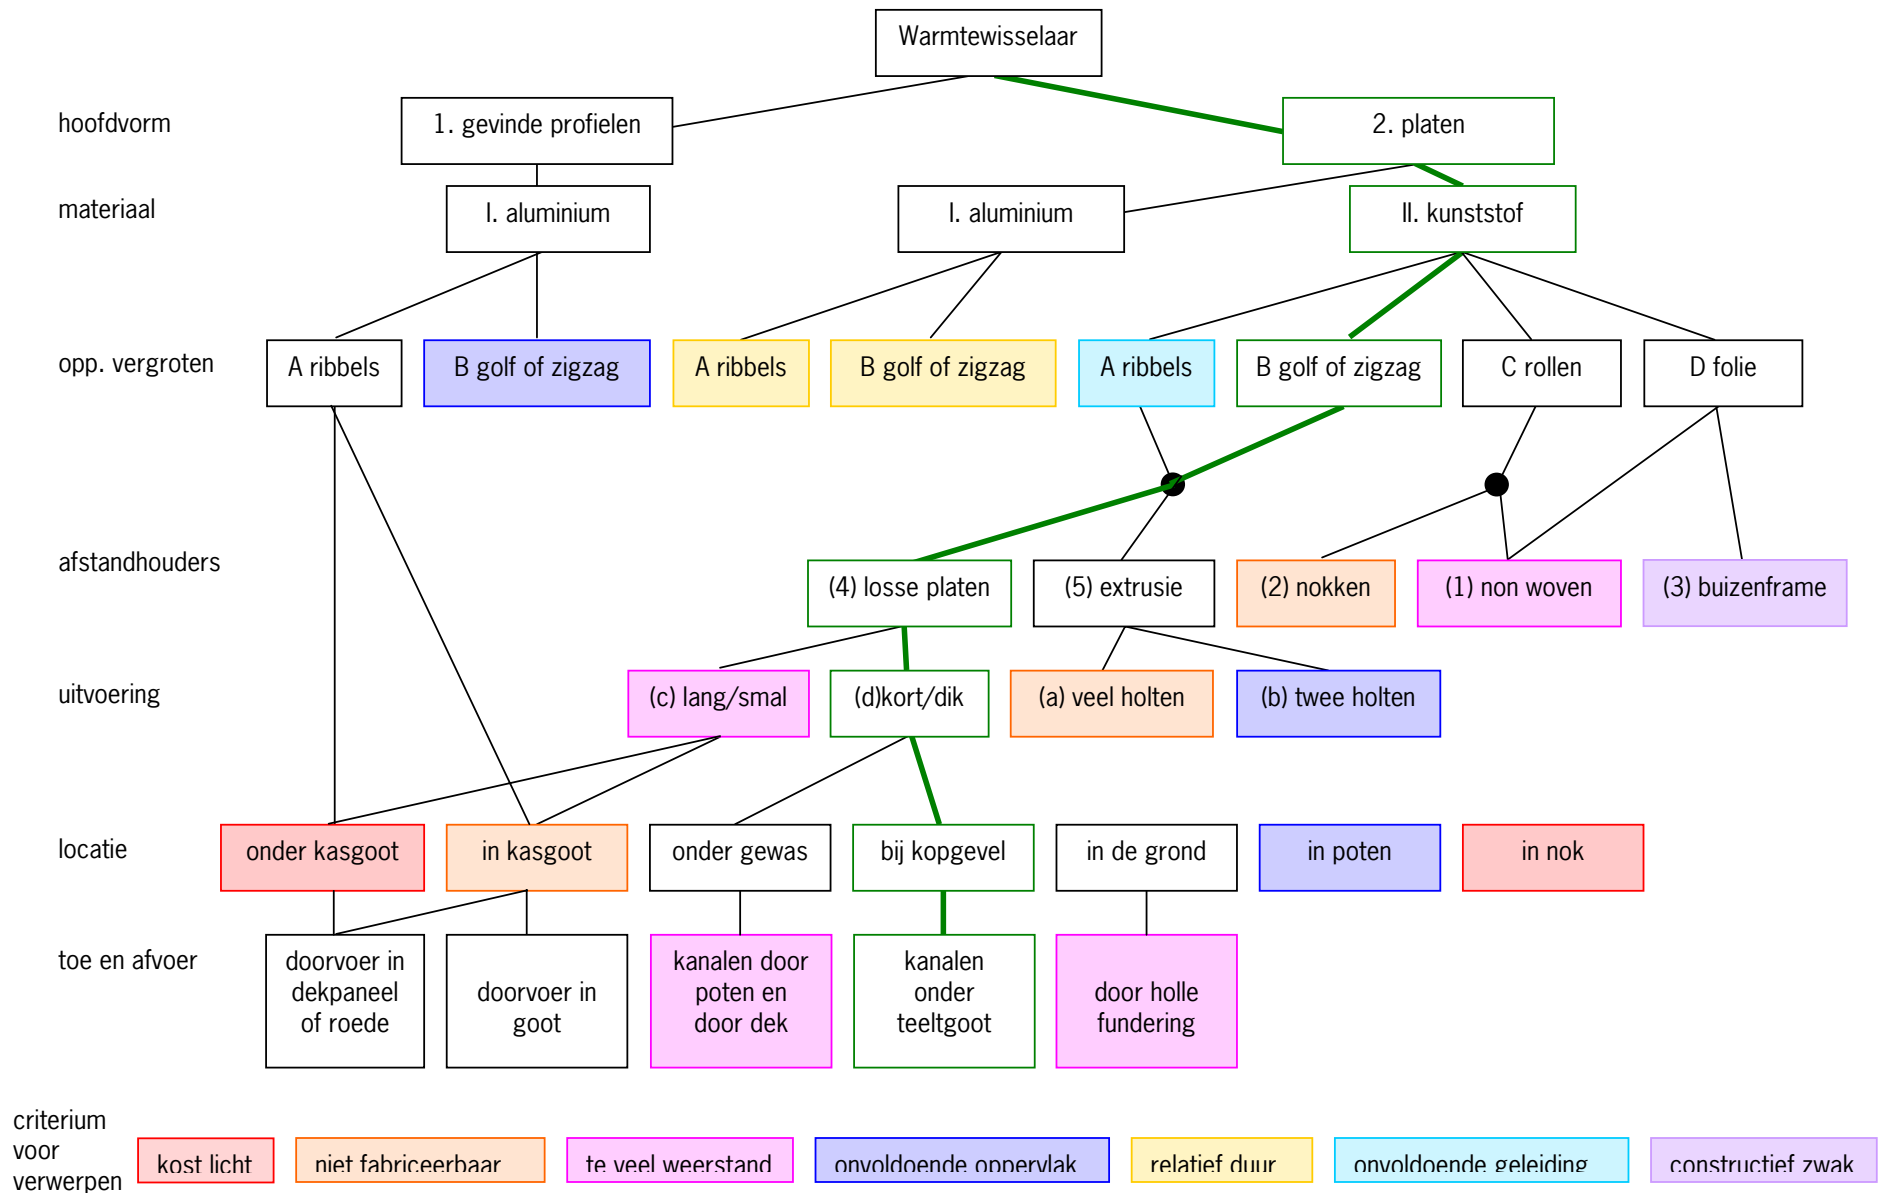 Warmtewisselaar
hoofdvorm
1. gevinde profielen
2. platen
materiaal
I. aluminium
I. aluminium
II. kunststof
opp. vergroten
A ribbels
B golf of zigzag
A ribbels
B golf of zigzag
A ribbels
B golf of zigzag
C rollen
D folie
afstandhouders
(4) losse platen
(5) extrusie
(2) nokken
(1) non woven
(3) buizenframe
uitvoering
(c) lang/smal
(d)kort/dik
(a) veel holten
(b) twee holten
locatie
onder kasgoot
in kasgoot
onder gewas
bij kopgevel
in de grond
in poten
in nok
toe en afvoer
doorvoer in
dekpaneel
of roede
doorvoer in
goot
kanalen door
poten en
door dek
kanalen
onder
teeltgoot
door holle
fundering
criterium
voor
verwerpen
kost licht
niet fabriceerbaar
te veel weerstand
onvoldoende oppervlak
relatief duur
onvoldoende geleiding
constructief zwak